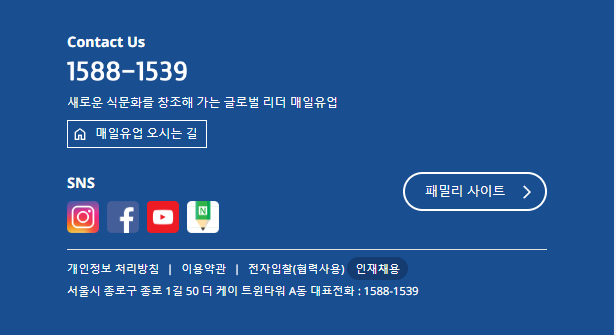 Contact Us
1588-1539
새로운 식문화를 창조해 가는 글로벌 리더 매일유업
매일유업 오시는 길
SNS
패밀리 사이트
N
개인정보 처리방침 | 이용약관 | 전자입찰(협력사용) 인재채용
서울시 종로구 종로 1길 50 더 케이 트윈타워 A동 대표전화 : 1588-1539